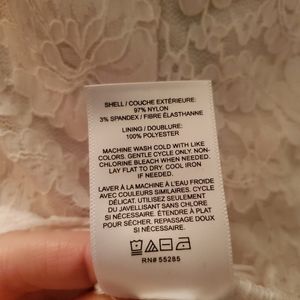 SHELL / COUCHE EXTÉRIEURE:
97% NYLON
3% SPANDEX / FIBRE ÉLASTHANNE
LINING / DOUBLURE:
100% POLYESTER
MACHINE WASH COLD WITH LIKE
COLORS. GENTLE CYCLE ONLY. NON-
CHLORINE BLEACH WHEN NEEDED.
LAY FLAT TO DRY. COOL IRON
IF NEEDED.
LAVER À LA MACHINE À L'EAU FROIDE
AVEC COULEURS SIMILAIRES. CYCLE
DÉLICAT. UTILISEZ SEULEMENT
DU JAVELLISANT SANS CHLORE
SI NÉCESSAIRE. ÉTENDRE À PLAT
POUR SÉCHER. REPASSAGE DOUX
SI NÉCESSAIRE.
RN# 55285